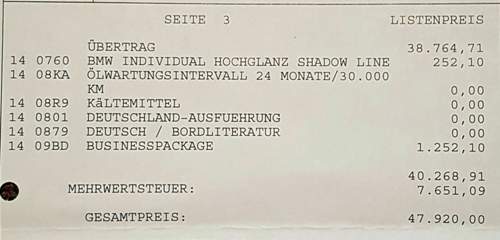 SEITE 3 LISTENPREIS
ÜBERTRAG 38.764,71
14 0760 BMW INDIVIDUAL HOCHGLANZ SHADOW LINE 252,10
14 08KA ÖLWARTUNGSINTERVALL 24 MONATE/30.000
KM 0,00
14 08R9 KäLTEMITTEL 0,00
14 0801 DEUTSCHLAND-AUSFUEHRUNG 0,00
14 0879 DEUTSCH / BORDLITERATUR 0,00
14 09BD BUSINESSPACKAGE 1.252,10
40.268,91
MEHRWERTSTEUER: 7.651,09
GESAMTPREIS: 47.920,00